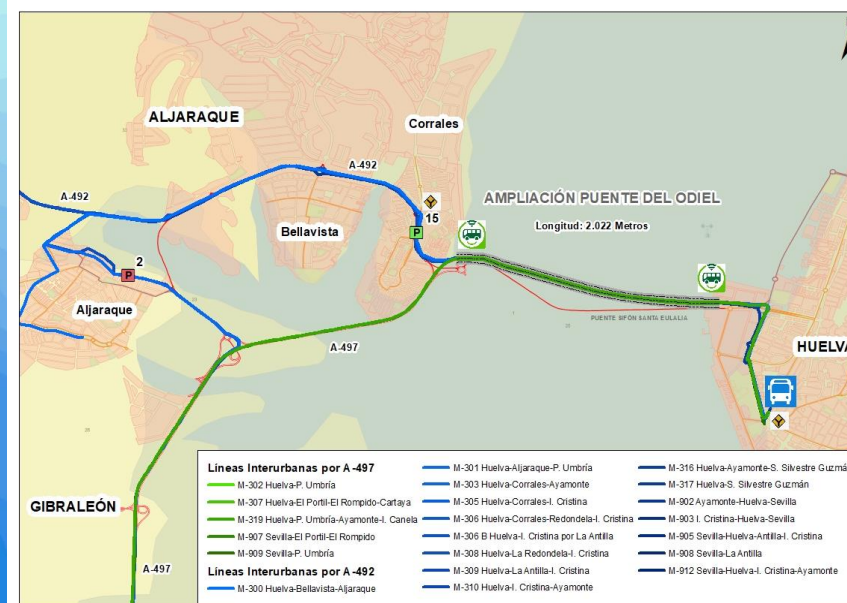 ALJARAQUE
Corrales
A-492
A-492
15
AMPLIACIÓN PUENTE DEL ODIEL
Longitud: 2.022 Metros
P
Bellavista
2
P
Aljaraque
PUENTE SIFÓN SANTA EULALIA
HUELVA
A-497
GIBRALEÓN
A-497
Líneas Interurbanas por A-497
M-302 Huelva-P. Umbría
M-307 Huelva-El Portil-El Rompido-Cartaya
M-319 Huelva-P. Umbría-Ayamonte-I. Canela
M-907 Sevilla-El Portil-El Rompido
M-909 Sevilla-P. Umbría
Líneas Interurbanas por A-492
M-300 Huelva-Bellavista-Aljaraque
M-301 Huelva-Aljaraque-P. Umbría
M-303 Huelva-Corrales-Ayamonte
M-305 Huelva-Corrales-I. Cristina
M-306 Huelva-Corrales-Redondela-I. Cristina
M-306 B Huelva-I. Cristina por La Antilla
M-308 Huelva-La Redondela-I. Cristina
M-309 Huelva-La Antilla-I. Cristina
M-310 Huelva-I. Cristina-Ayamonte
M-316 Huelva-Ayamonte-S. Silvestre Guzmán
M-317 Huelva-S. Silvestre Guzmán
M-902 Ayamonte-Huelva-Sevilla
M-903 I. Cristina-Huelva-Sevilla
M-905 Sevilla-Huelva-Antilla-I. Cristina
M-908 Sevilla-La Antilla
M-912 Sevilla-Huelva-I. Cristina-Ayamonte